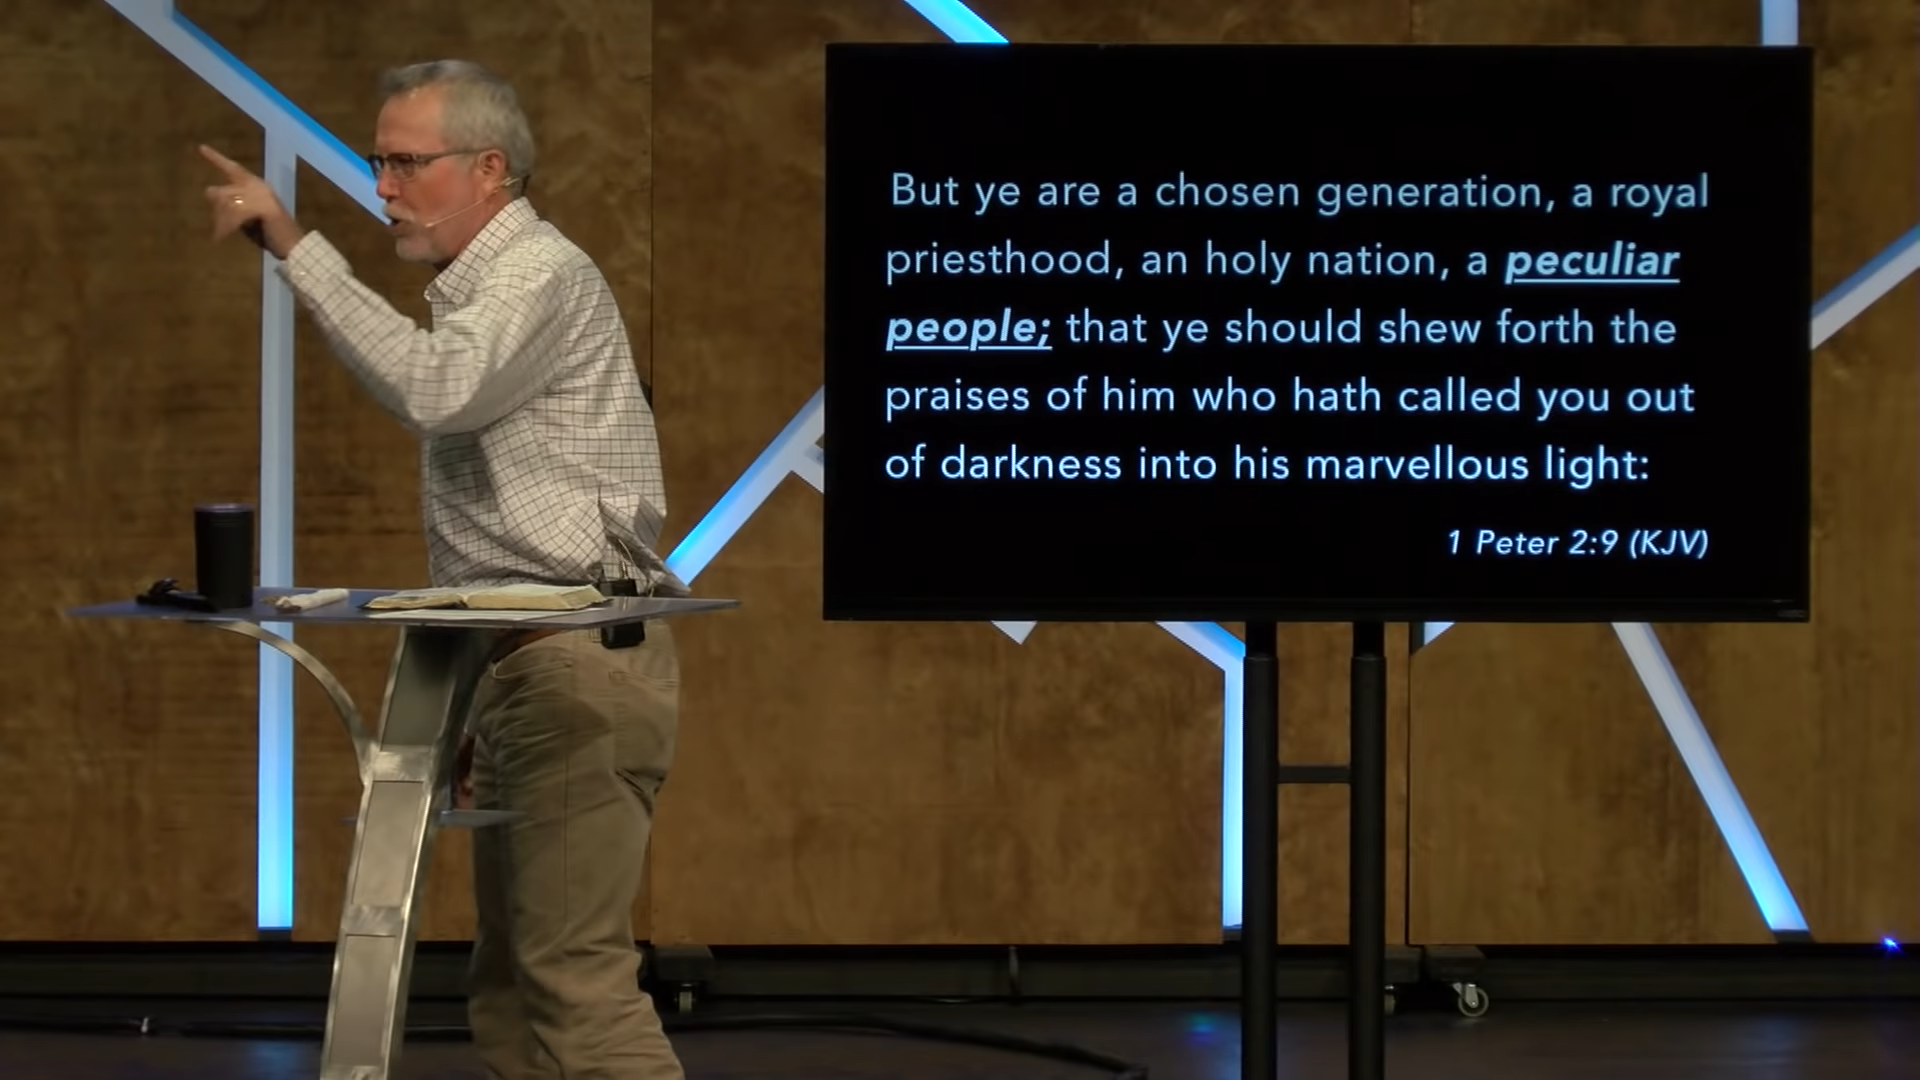 But ye are a chosen generation, a royal
priesthood, an holy nation, a peculiar
people; that ye should shew forth the
praises of him who hath called you out
of darkness into his marvellous light:
1 Peter 2:9 (KJV)